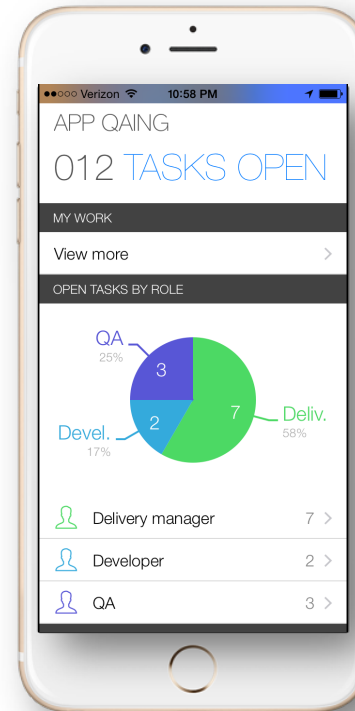 Verizon 10:58 PM
APP QAING
012 TASKS OPEN
MY WORK
View more
OPEN TASKS BY ROLE
QA
25%
3
7
Deliv.
58%
2
Devel.
17%
Delivery manager 7
Developer 2
QA 3